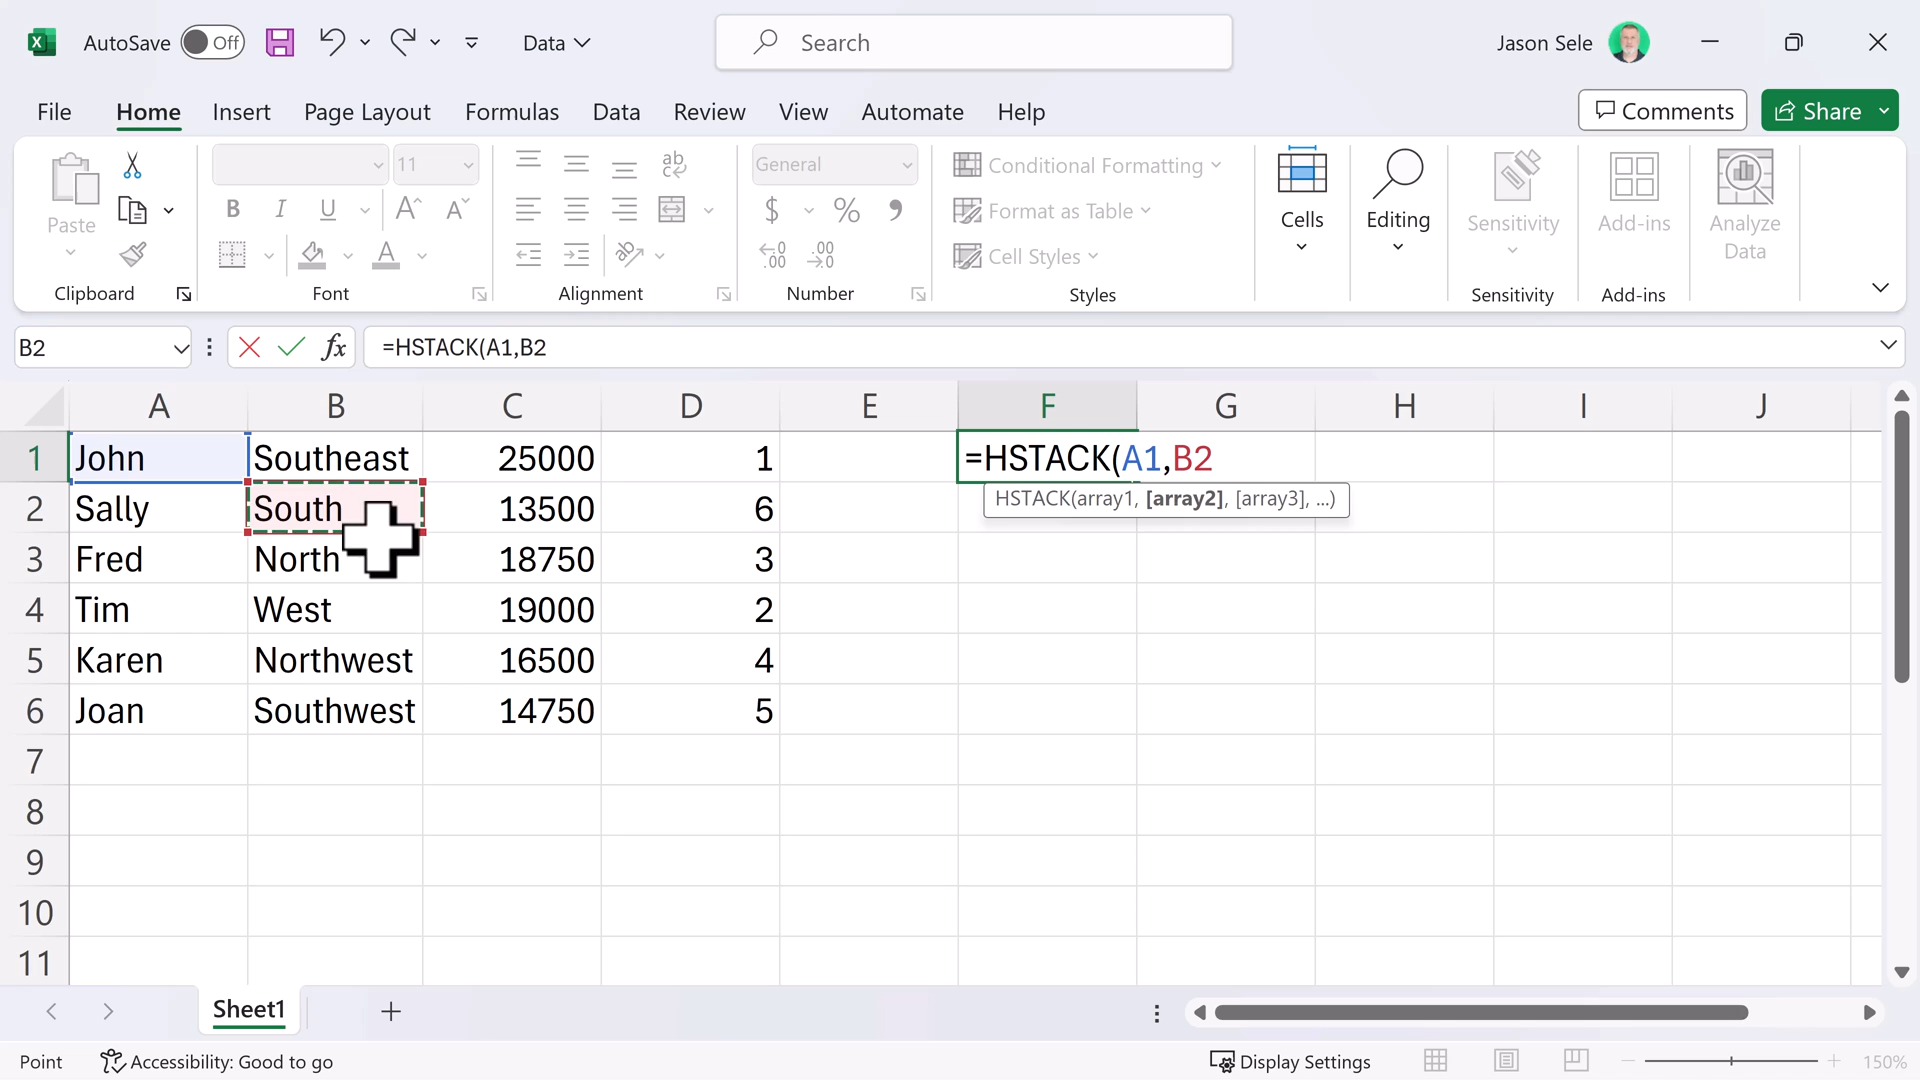 AutoSave Off Data Search Jason Sele
File Home Insert Page Layout Formulas Data Review View Automate Help Comments Share
Paste
Clipboard
11
B I U A A
A
Font
ab
Alignment
General
$ % 9
.00 .00
Number
Conditional Formatting
Format as Table
Cell Styles
Styles
Cells
Editing
Sensitivity
Sensitivity
Add-ins
Add-ins
Analyze
Data
B2 fx =HSTACK(A1,B2
A B C D E F G H I J
1 John Southeast 25000 1 =HSTACK(A1,B2
HSTACK(array1, [array2], [array3], ...)
2 Sally South 13500 6
3 Fred North 18750 3
4 Tim West 19000 2
5 Karen Northwest 16500 4
6 Joan Southwest 14750 5
7
8
9
10
11
Sheet1
Point Accessibility: Good to go Display Settings 150%